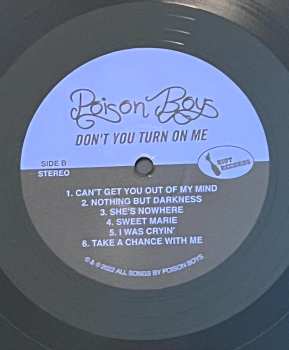 Poison Boys
DON'T YOU TURN ON ME
SIDE B
STEREO
RIOT
RECORDS
1. CAN'T GET YOU OUT OF MY MIND
2. NOTHING BUT DARKNESS
3. SHE'S NOWHERE
4. SWEET MARIE
5. I WAS CRYIN'
6. TAKE A CHANCE WITH ME
℗ & © 2022 ALL SONGS BY POISON BOYS